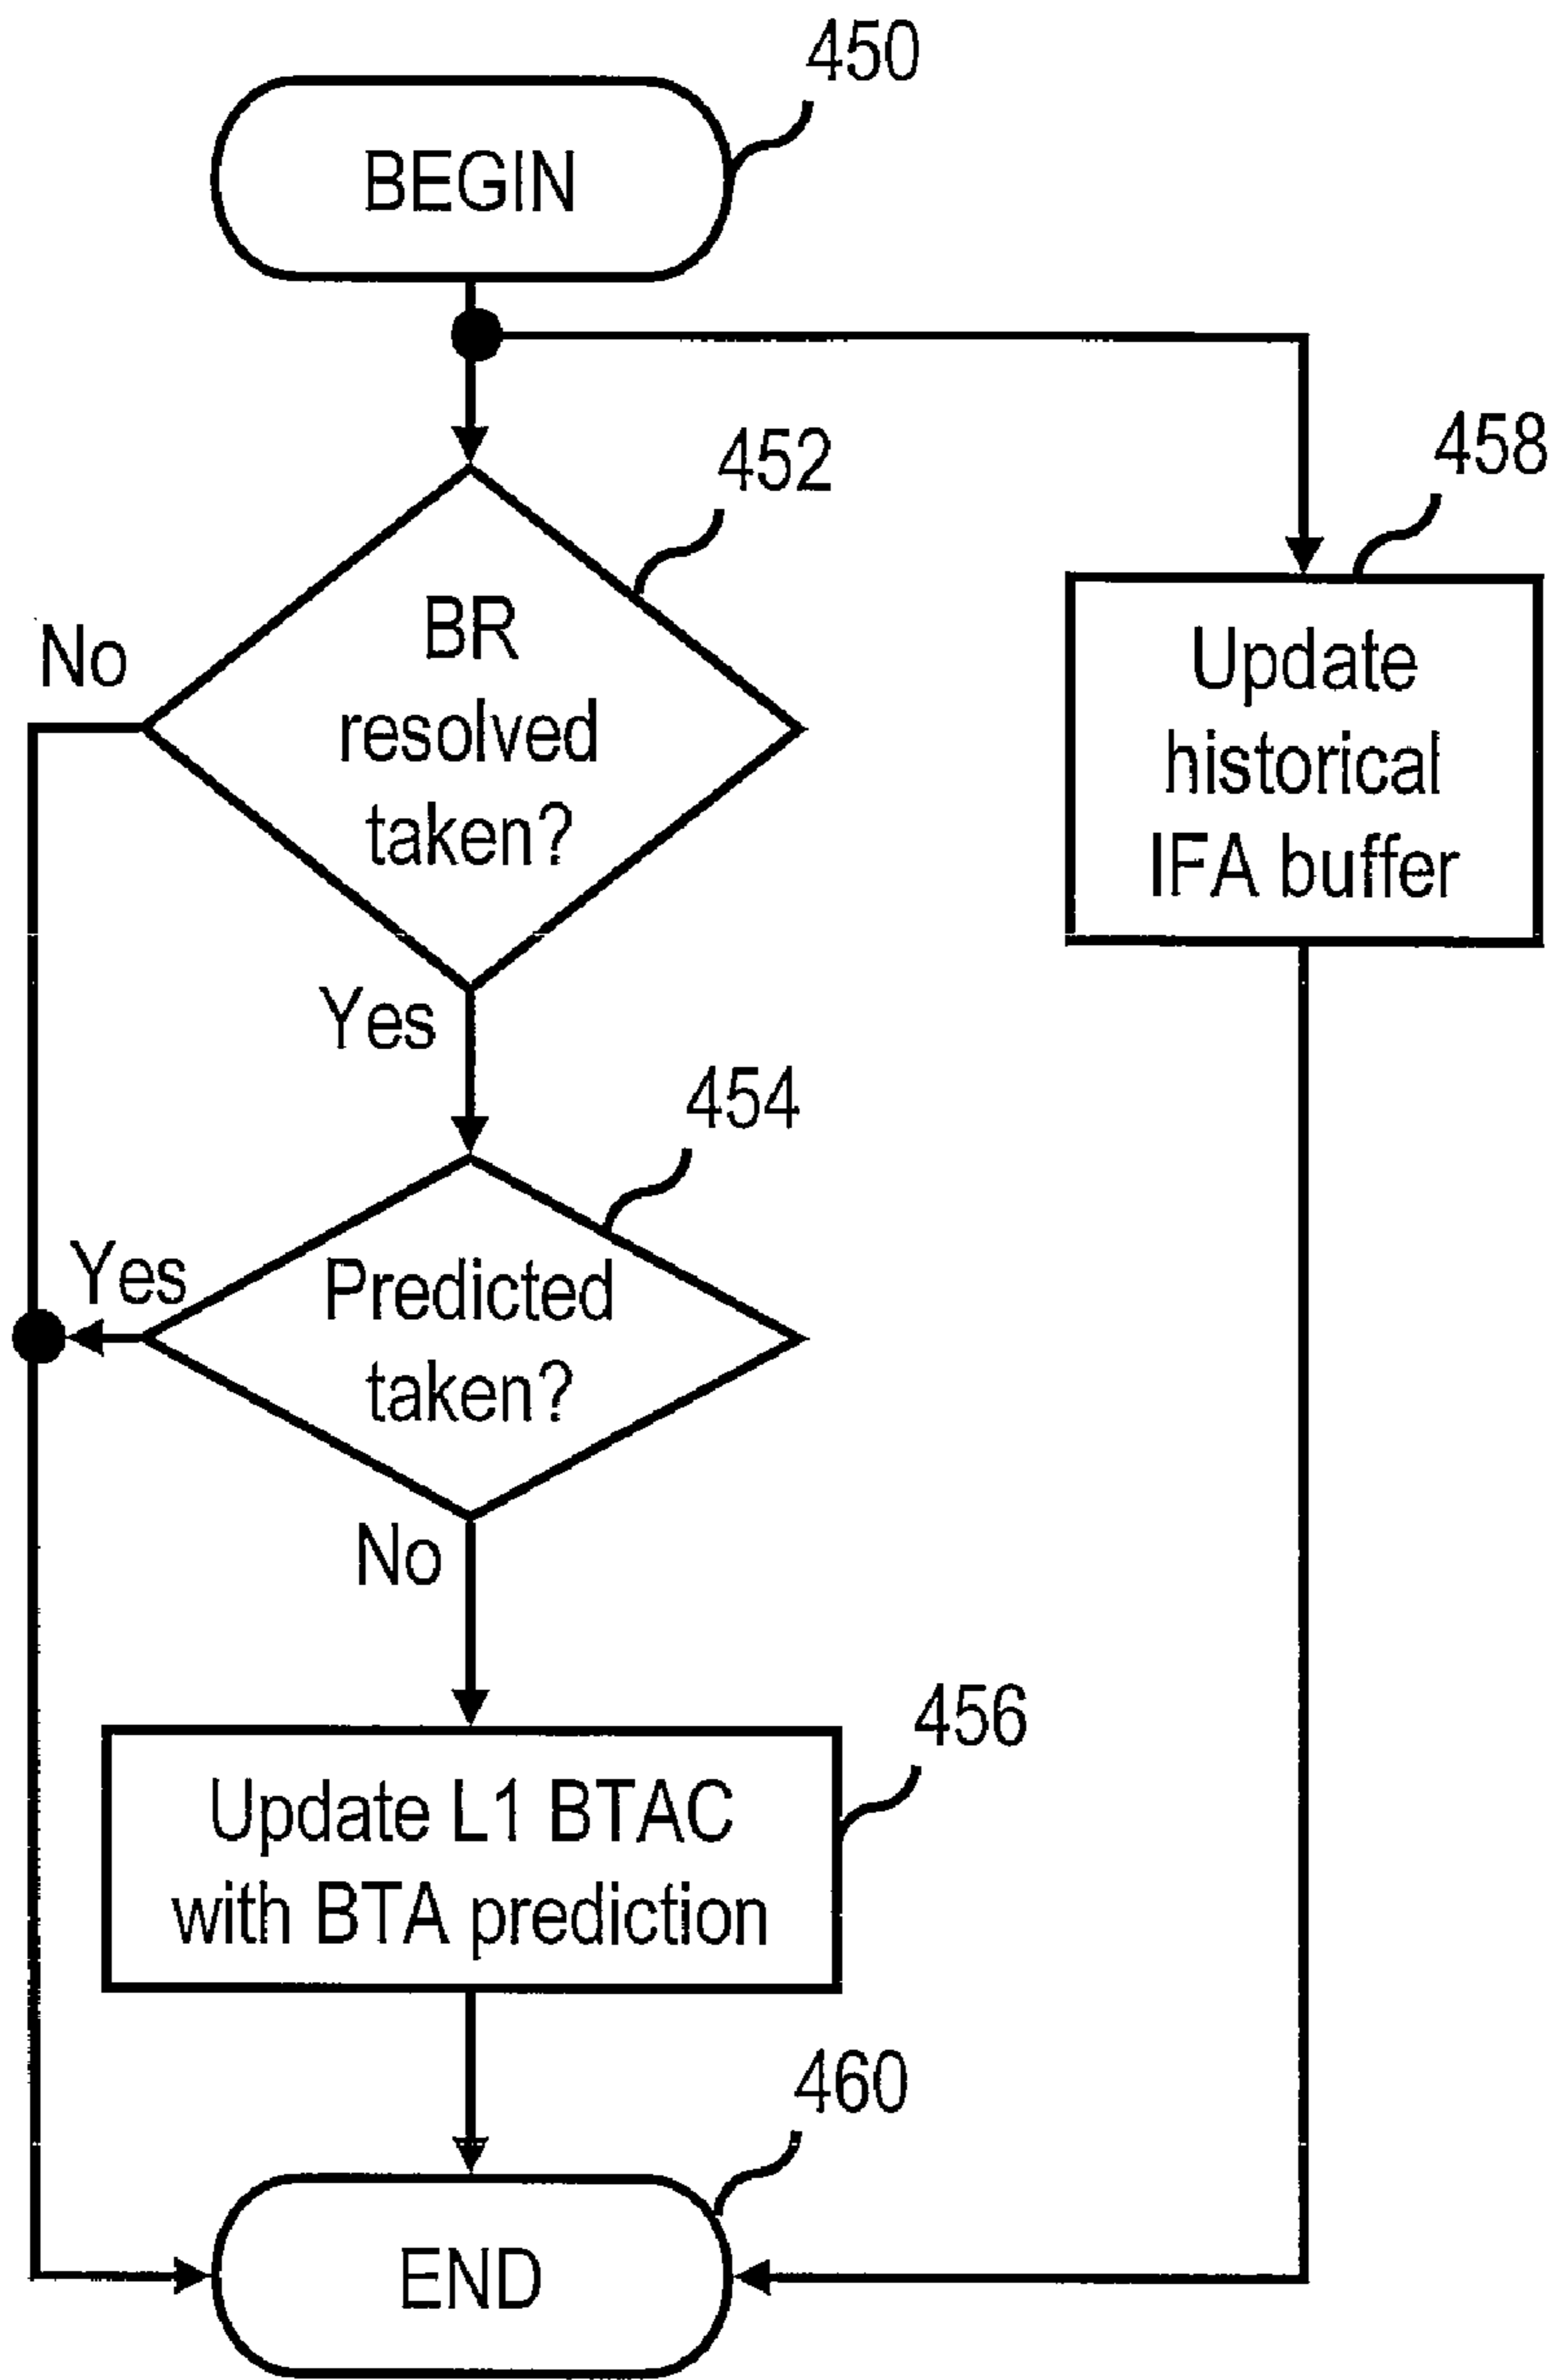 450
BEGIN
452
458
No
BR
resolved
taken?
Update
historical
IFA buffer
Yes
454
Yes
Predicted
taken?
No
456
Update L1 BTAC
with BTA prediction
460
END